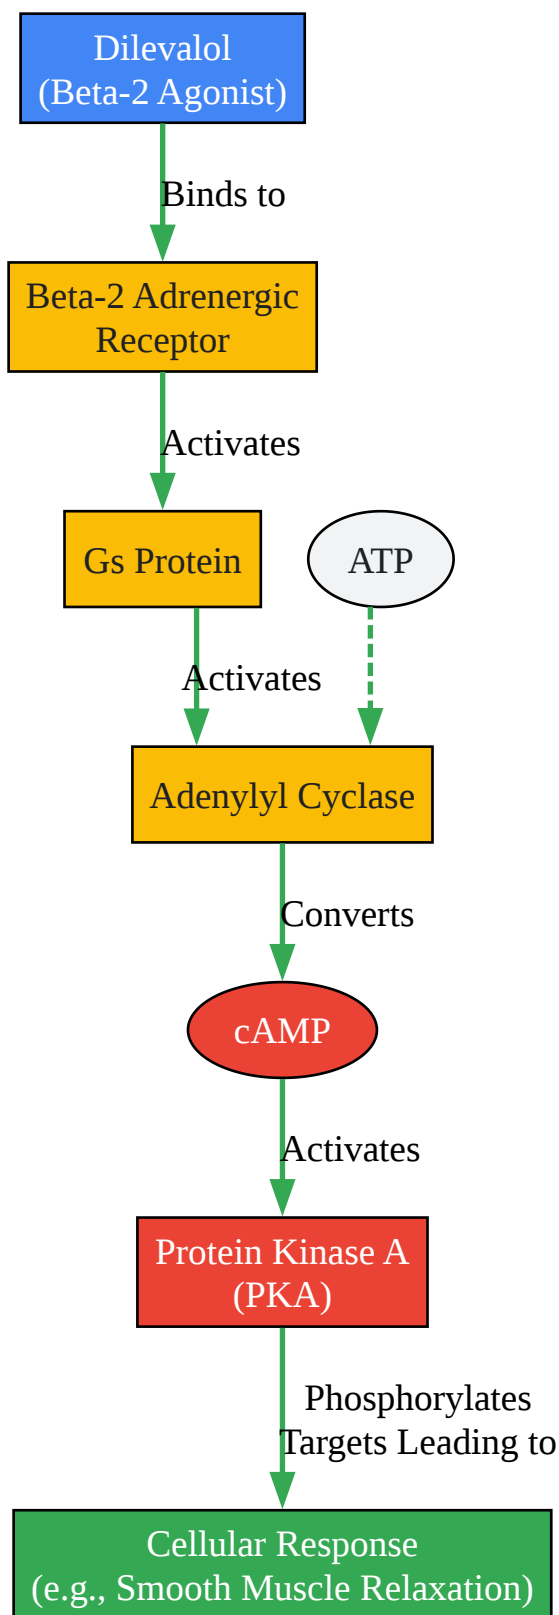 Dilevalol
(Beta-2 Agonist)
Binds to
Beta-2 Adrenergic
Receptor
Activates
Gs Protein
ATP
Activates
Adenylyl Cyclase
Converts
cAMP
Activates
Protein Kinase A
(PKA)
Phosphorylates
Targets Leading to
Cellular Response
(e.g., Smooth Muscle Relaxation)